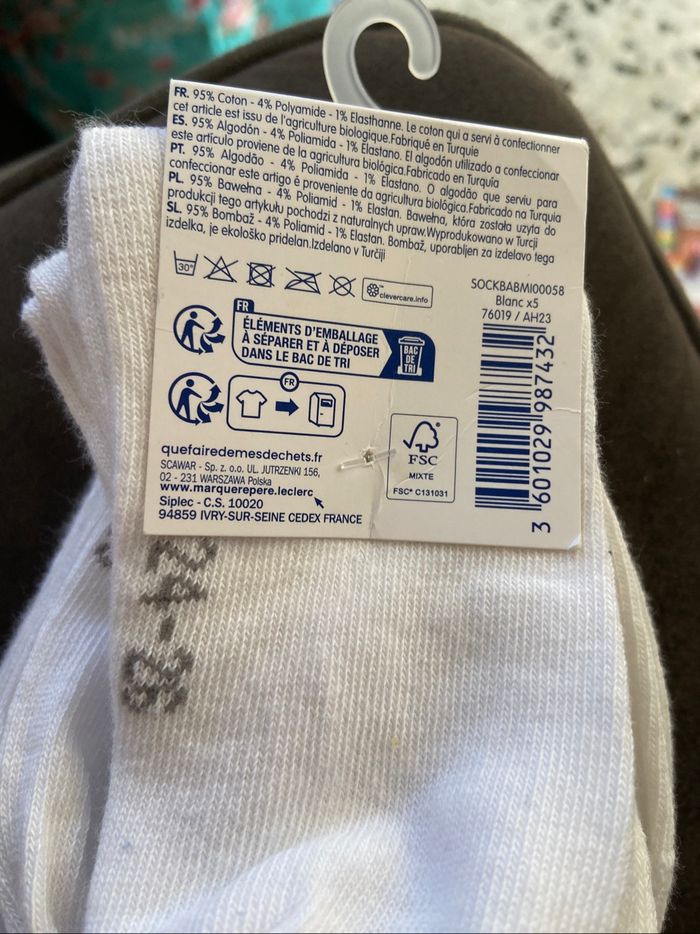 FR. 95% Coton - 4% Polyamide - 1% Elasthanne. Le coton qui a servi à confectionner
cet article est issu de l'agriculture biologique.Fabriqué en Turquie
ES. 95% Algodón - 4% Poliamida - 1% Elastano. El algodón utilizado a confeccionar
este artículo proviene de la agricultura biológica.Fabricado en Turquía
PT. 95% Algodão - 4% Poliamida - 1% Elastano. O algodão que serviu para
confeccionar este artigo é proveniente da agricultura biológica.Fabricado na Turquia
PL. 95% Bawełna - 4% Poliamid - 1% Elastan. Bawełna, która została uzyta do
produkcji tego artykułu pochodzi z naturalnych upraw.Wyprodukowano w Turcji
SL. 95% Bombaž - 4% Poliamid - 1% Elastan. Bombaž, uporabljen za izdelavo tega
izdelka, je ekološko pridelan.Izdelano v Turčiji
30°
clevercare.info
SOCKBABMI00058
Blanc x5
76019 / AH23
FR
ÉLÉMENTS D'EMBALLAGE
À SÉPARER ET À DÉPOSER
DANS LE BAC DE TRI
BAC
DE
TRI
FR
3 601029 987432
quefairedemesdechets.fr
SCAWAR - Sp. z. o.o. UL. JUTRZENKI 156,
02 - 231 WARSZAWA Polska
www.marquerepere.leclerc
Siplec - C.S. 10020
94859 IVRY-SUR-SEINE CEDEX FRANCE
FSC
MIXTE
FSC® C131031